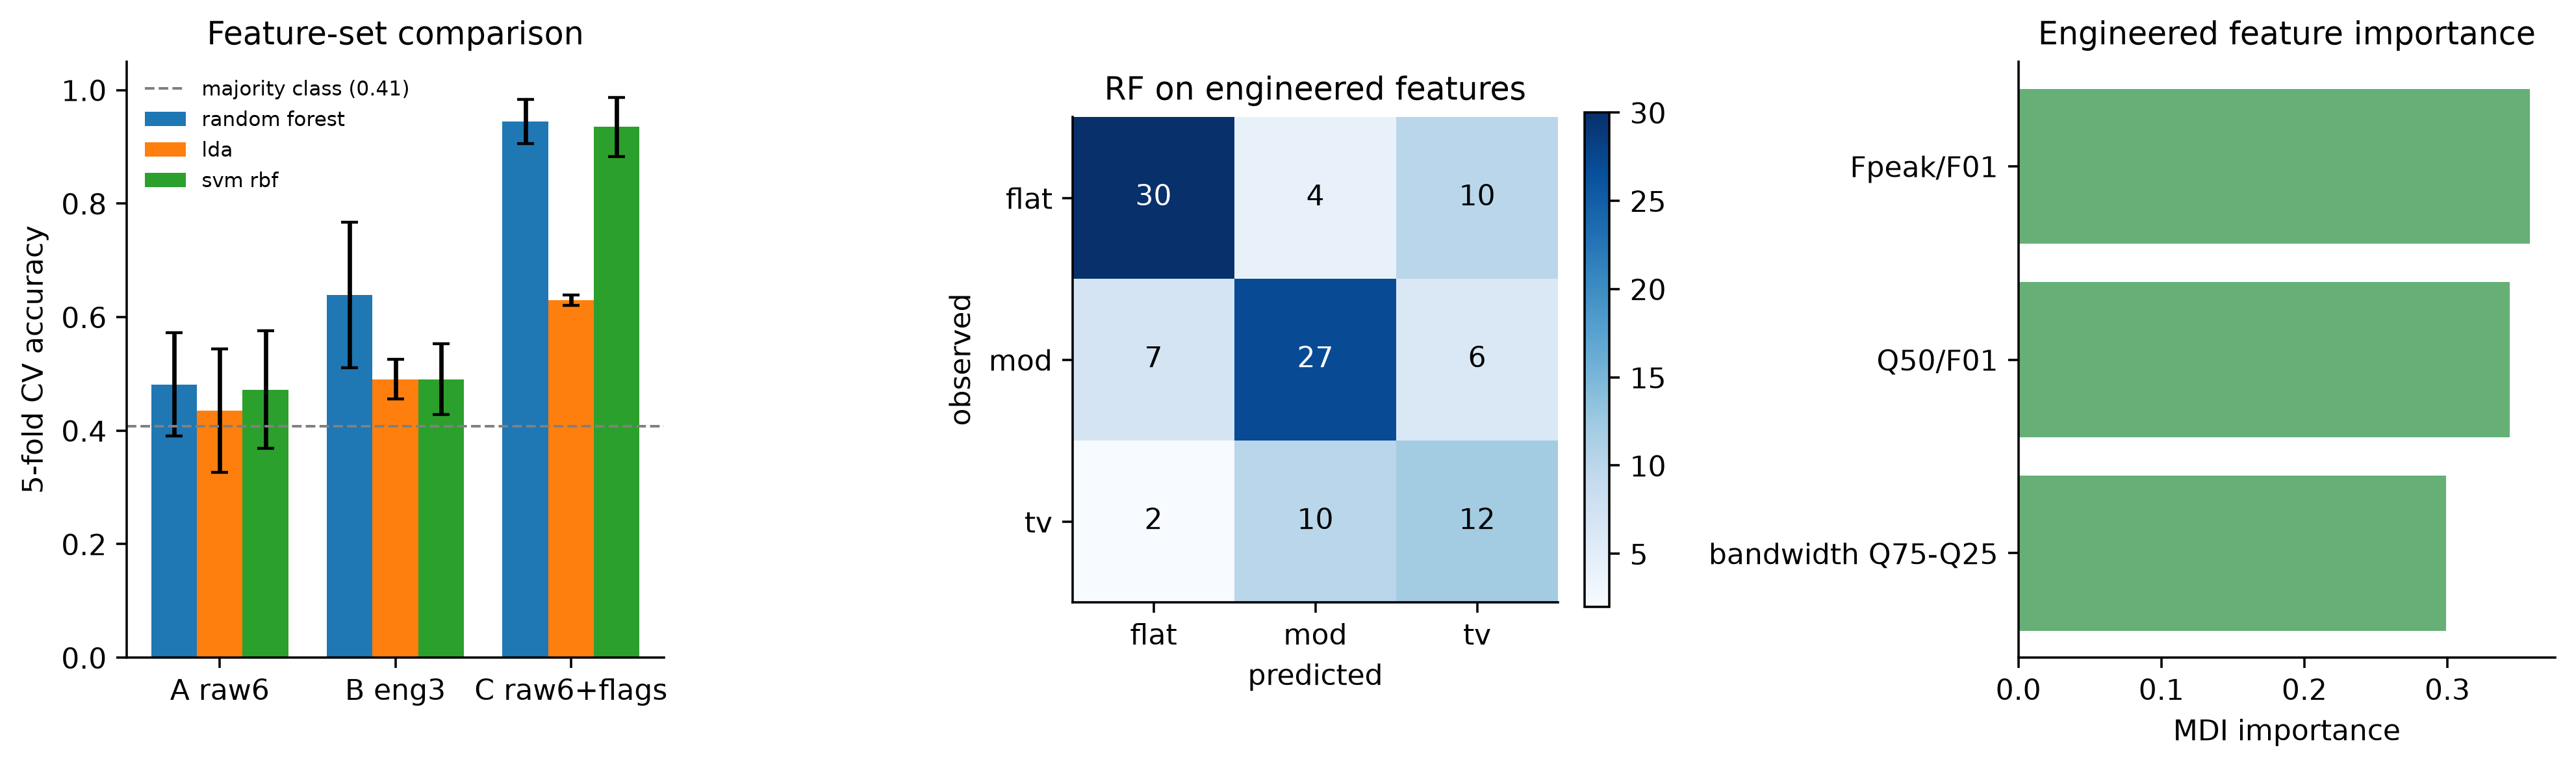 Feature-set comparison
5-fold CV accuracy
1.0
0.8
0.6
0.4
0.2
0.0
majority class (0.41)
random forest
lda
svm rbf
A raw6
B eng3
C raw6+flags
RF on engineered features
observed
flat
mod
tv
30
4
10
7
27
6
2
10
12
flat
mod
tv
predicted
30
25
20
15
10
5
Engineered feature importance
Fpeak/F01
Q50/F01
bandwidth Q75-Q25
0.0
0.1
0.2
0.3
MDI importance